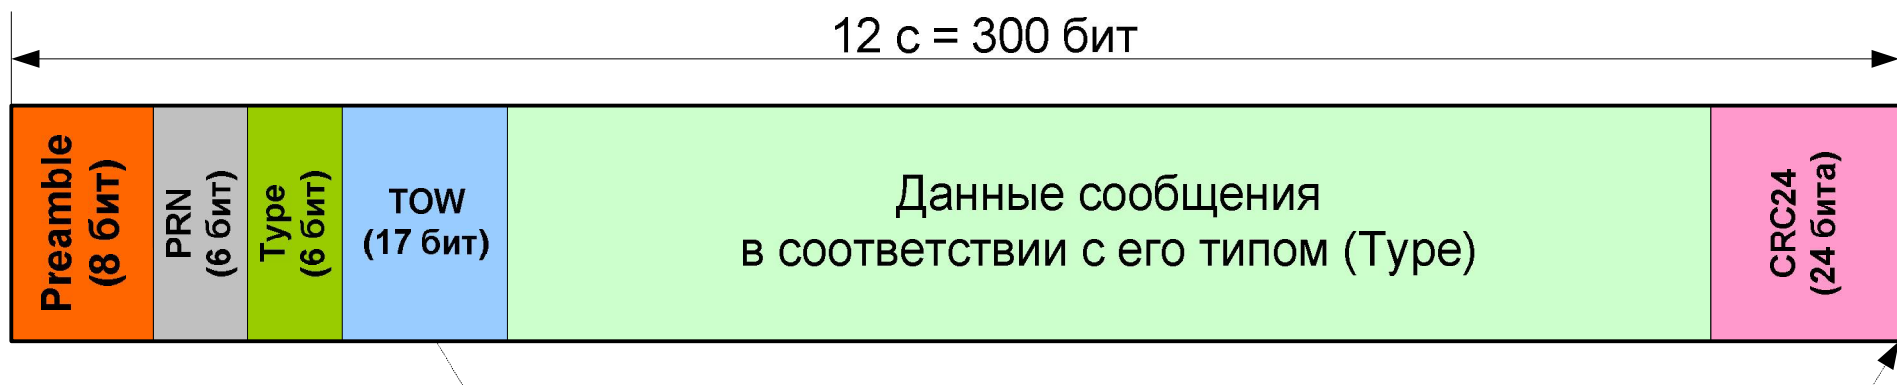 12 с = 300 бит
Preamble
(8 бит)
PRN
(6 бит)
Type
(6 бит)
TOW
(17 бит)
Данные сообщения
в соответствии с его типом (Type)
CRC24
(24 бита)